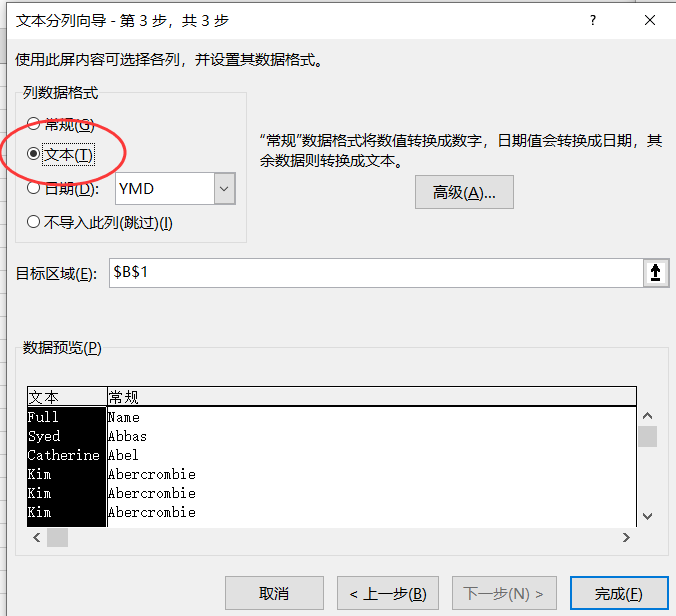 文本分列向导 - 第 3 步，共 3 步
?
使用此屏内容可选择各列，并设置其数据格式。
列数据格式
常规(G)
文本(T)
日期(D):
YMD
不导入此列(跳过)(I)
“常规”数据格式将数值转换成数字，日期值会转换成日期，其
余数据则转换成文本。
高级(A)...
目标区域(E):
$B$1
数据预览(P)
文本 常规
Full Name
Syed Abbas
Catherine Abel
Kim Abercrombie
Kim Abercrombie
Kim Abercrombie
取消
< 上一步(B)
下一步(N) >
完成(F)